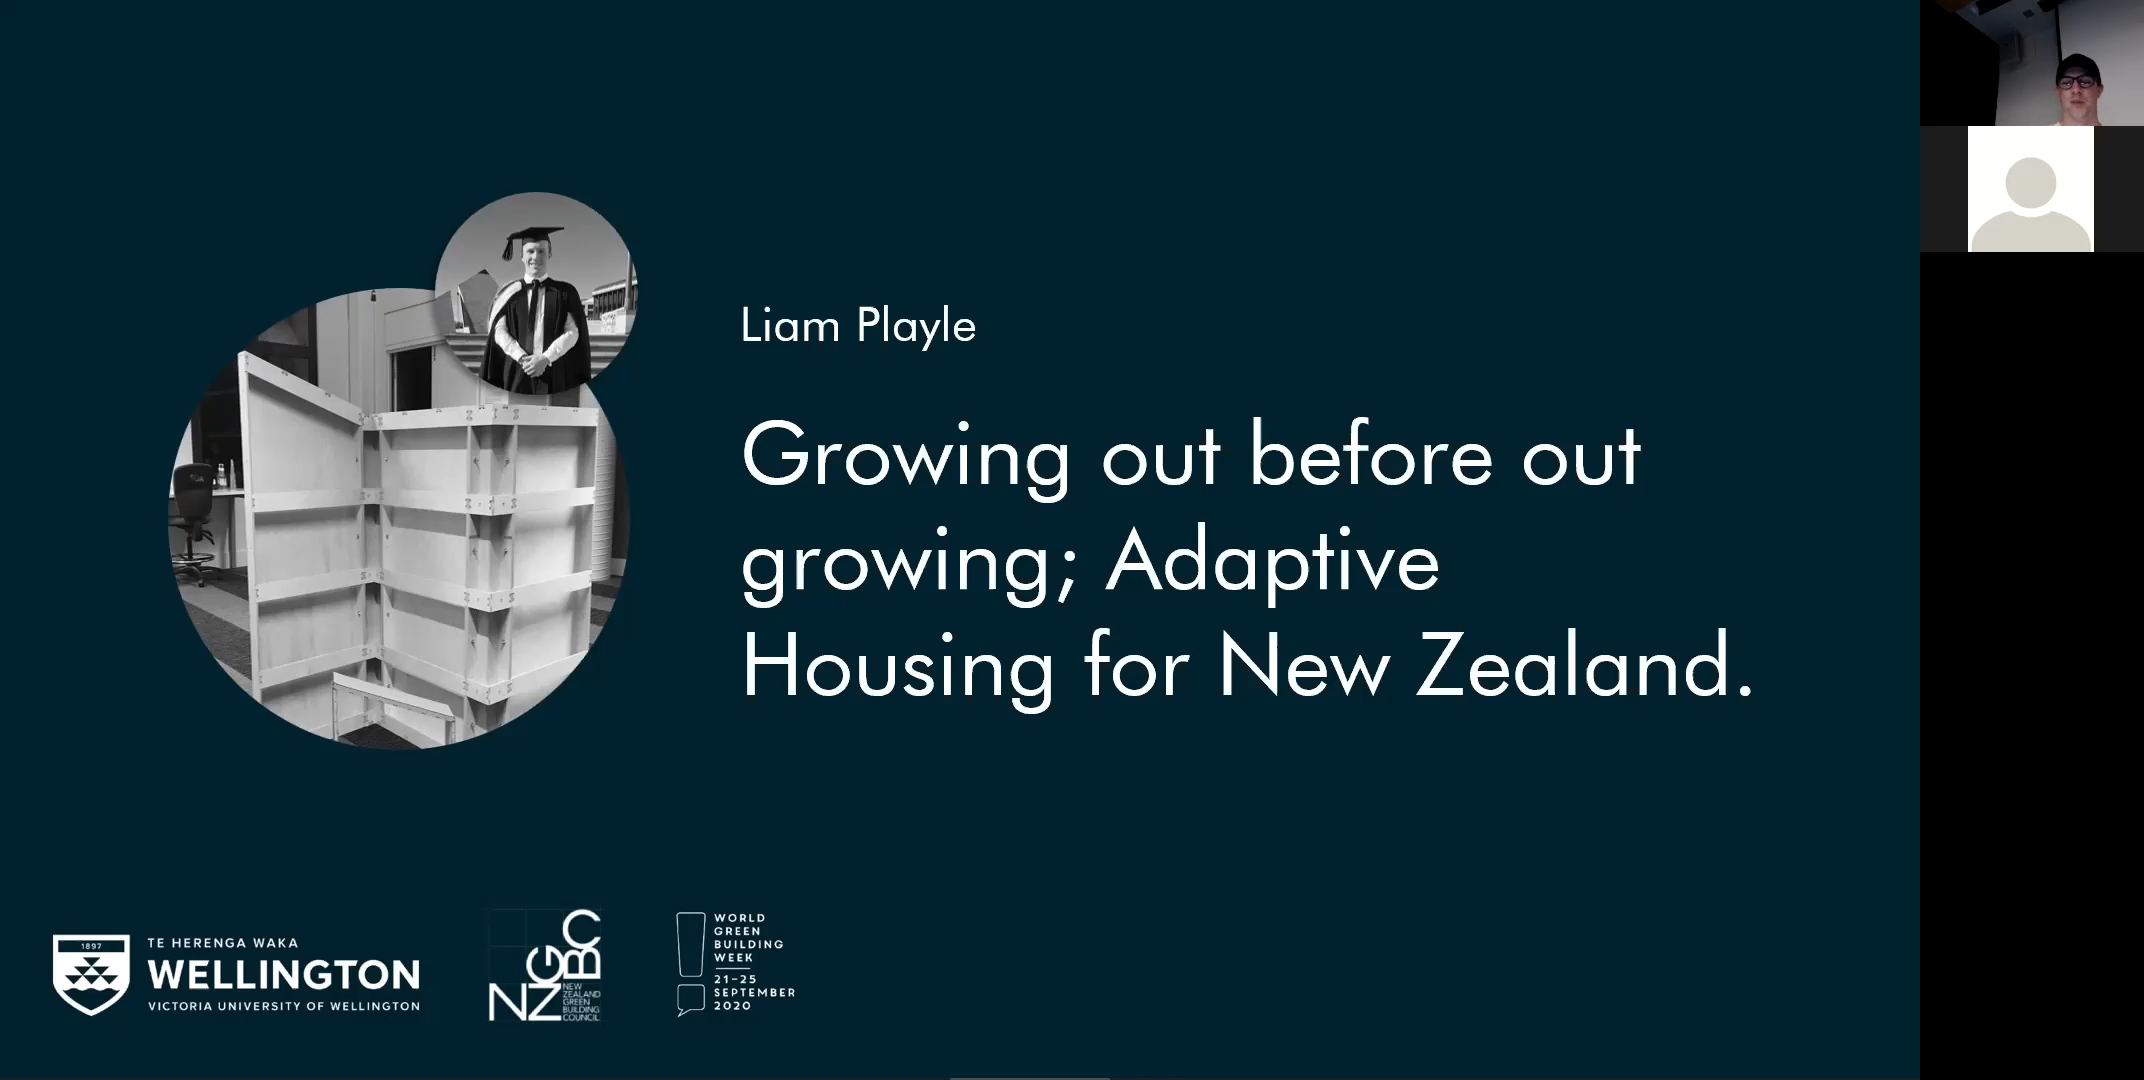 Liam Playle
Growing out before out
growing; Adaptive
Housing for New Zealand.
1897
TE HERENGA WAKA
WELLINGTON
VICTORIA UNIVERSITY OF WELLINGTON
NZGBC
NEW
ZEALAND
GREEN
BUILDING
COUNCIL
WORLD
GREEN
BUILDING
WEEK
21-25
SEPTEMBER
2020